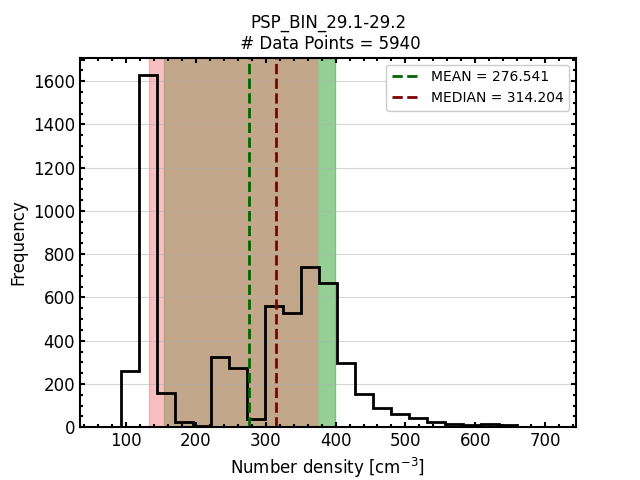 PSP_BIN_29.1-29.2
# Data Points = 5940
MEAN = 276.541
MEDIAN = 314.204
Frequency
1600
1400
1200
1000
800
600
400
200
0
100 200 300 400 500 600 700
Number density [cm⁻³]